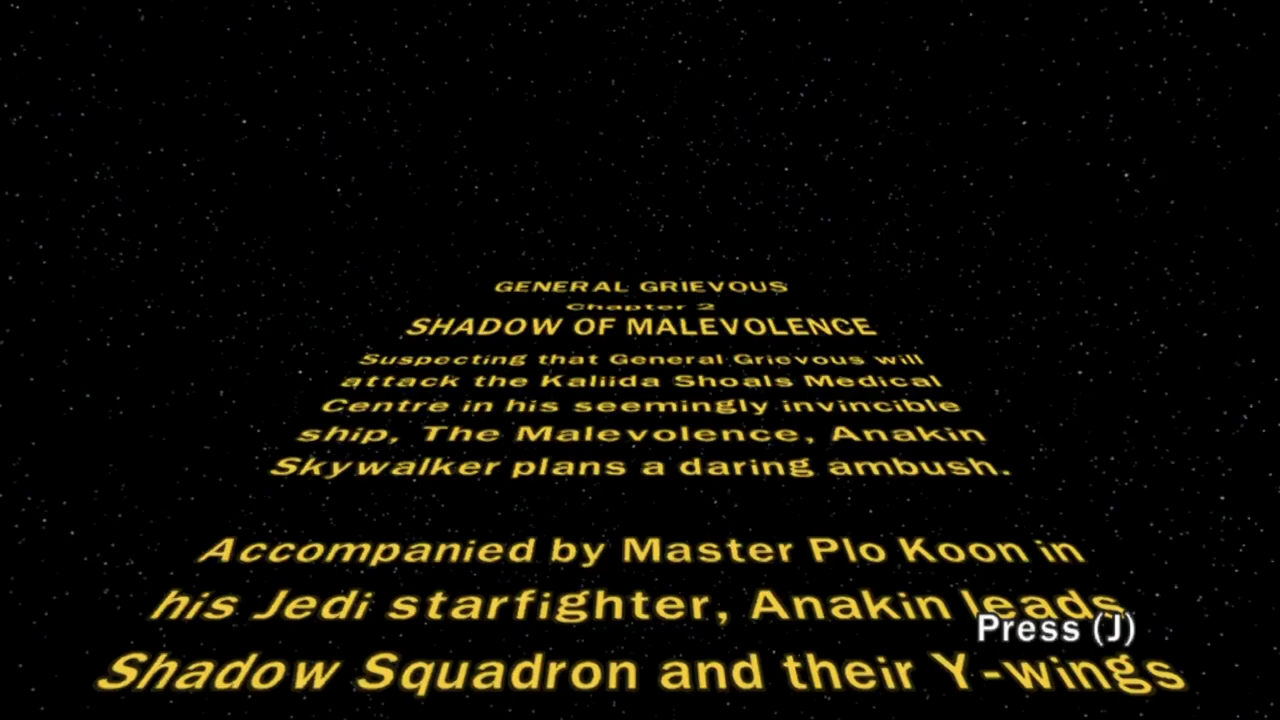 GENERAL GRIEVOUS
Chapter 2
SHADOW OF MALEVOLENCE
Suspecting that General Grievous will
attack the Kaliida Shoals Medical
Centre in his seemingly invincible
ship, The Malevolence, Anakin
Skywalker plans a daring ambush.
Accompanied by Master Plo Koon in
his Jedi starfighter, Anakin leads
Press (J)
Shadow Squadron and their Y-wings